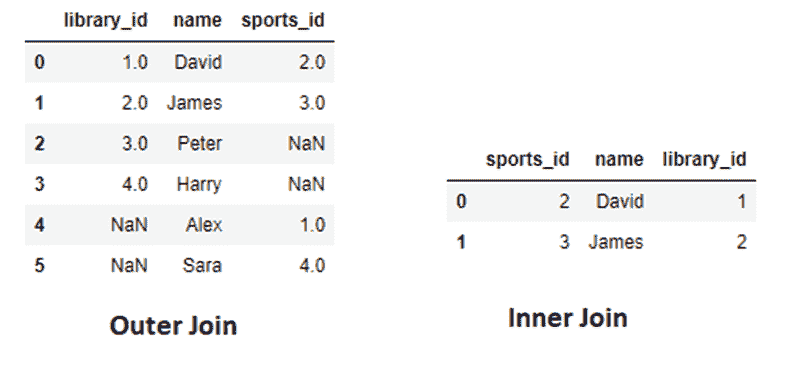 library_id name sports_id
0 1.0 David 2.0
1 2.0 James 3.0
2 3.0 Peter NaN
3 4.0 Harry NaN
4 NaN Alex 1.0
5 NaN Sara 4.0
Outer Join
sports_id name library_id
0 2 David 1
1 3 James 2
Inner Join